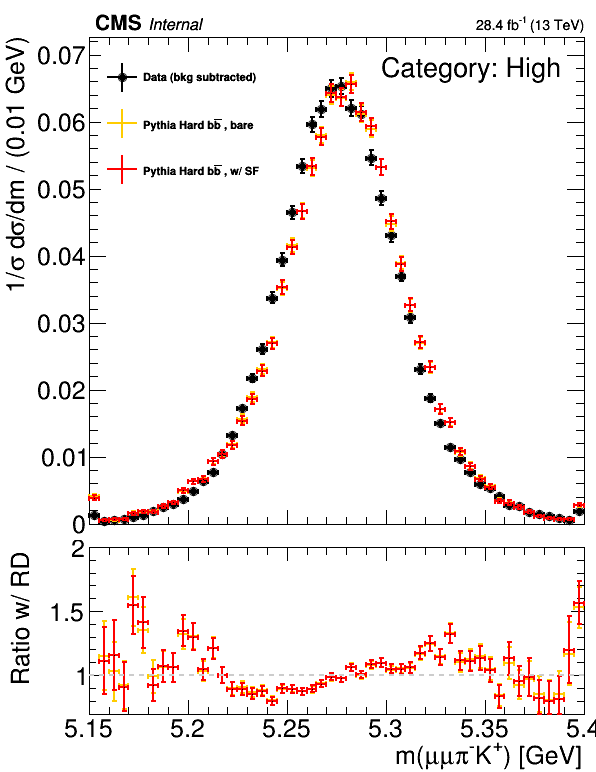 CMS Internal 28.4 fb⁻¹ (13 TeV)
1/σ dσ/dm / (0.01 GeV)
0.07
0.06
0.05
0.04
0.03
0.02
0.01
0
Category: High
Data (bkg subtracted)
Pythia Hard bb̅ , bare
Pythia Hard bb̅ , w/ SF
Ratio w/ RD
2
1.5
1
5.15 5.2 5.25 5.3 5.35 5.4
m(μμπ⁻K⁺) [GeV]